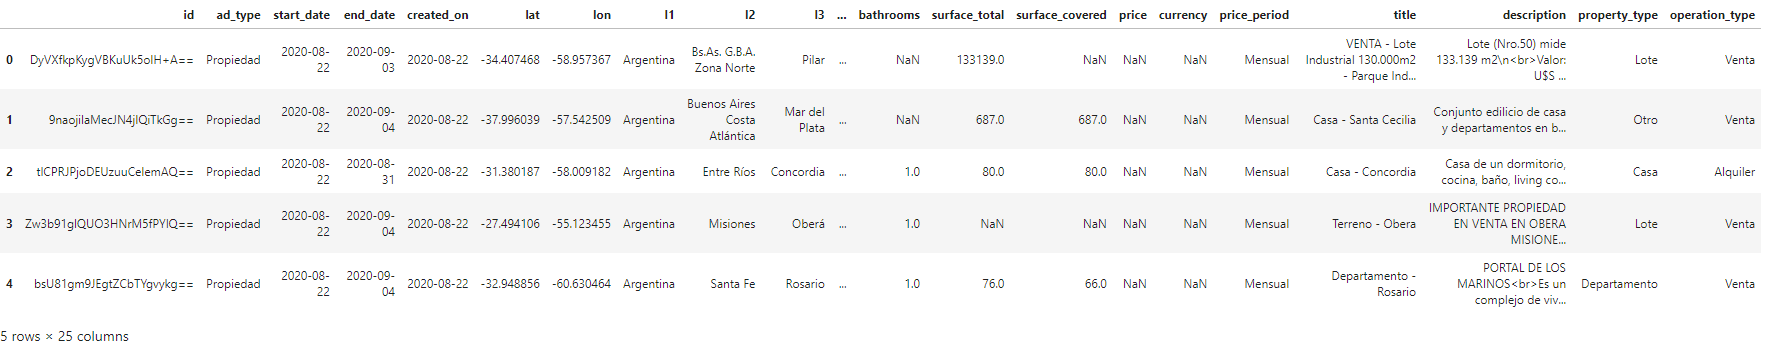 id ad_type start_date end_date created_on lat lon l1 l2 l3 ... bathrooms surface_total surface_covered price currency price_period title description property_type operation_type
0 DyVXfkpKygVBKuUk5olH+A== Propiedad 2020-08-22 2020-09-03 2020-08-22 -34.407468 -58.957367 Argentina Bs.As. G.B.A. Zona Norte Pilar ... NaN 133139.0 NaN NaN NaN Mensual VENTA - Lote Industrial 130.000m2 - Parque Ind... Lote (Nro.50) mide 133.139 m2\n<br>Valor: U$S ... Lote Venta
1 9naojilaMecJN4jlQiTkGg== Propiedad 2020-08-22 2020-09-04 2020-08-22 -37.996039 -57.542509 Argentina Buenos Aires Costa Atlántica Mar del Plata ... NaN 687.0 687.0 NaN NaN Mensual Casa - Santa Cecilia Conjunto edilicio de casa y departamentos en b... Otro Venta
2 tlCPRJPjoDEUzuuCelemAQ== Propiedad 2020-08-22 2020-08-31 2020-08-22 -31.380187 -58.009182 Argentina Entre Ríos Concordia ... 1.0 80.0 80.0 NaN NaN Mensual Casa - Concordia Casa de un dormitorio, cocina, baño, living co... Casa Alquiler
3 Zw3b91glQUO3HNrM5fPYlQ== Propiedad 2020-08-22 2020-09-04 2020-08-22 -27.494106 -55.123455 Argentina Misiones Oberá ... 1.0 NaN NaN NaN NaN Mensual Terreno - Obera IMPORTANTE PROPIEDAD EN VENTA EN OBERA MISIONE... Lote Venta
4 bsU81gm9JEgtZCbTYgvykg== Propiedad 2020-08-22 2020-09-04 2020-08-22 -32.948856 -60.630464 Argentina Santa Fe Rosario ... 1.0 76.0 66.0 NaN NaN Mensual Departamento - Rosario PORTAL DE LOS MARINOS<br>Es un complejo de viv... Departamento Venta
5 rows × 25 columns